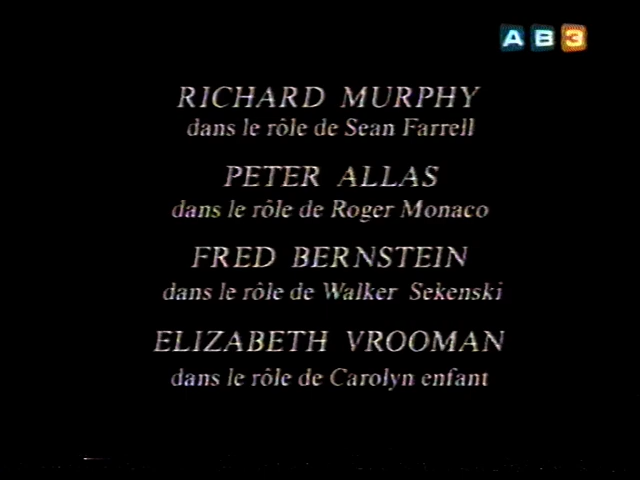 AB3
RICHARD MURPHY
dans le rôle de Sean Farrell
PETER ALLAS
dans le rôle de Roger Monaco
FRED BERNSTEIN
dans le rôle de Walker Sekenski
ELIZABETH VROOMAN
dans le rôle de Carolyn enfant